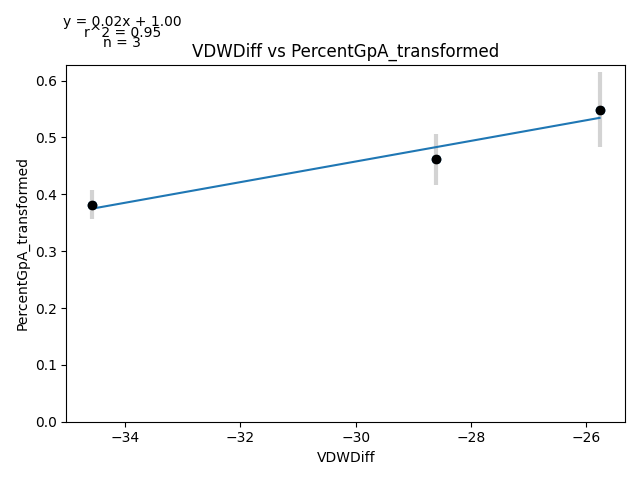 y = 0.02x + 1.00
r^2 = 0.95
n = 3
VDWDiff vs PercentGpA_transformed
PercentGpA_transformed
0.6
0.5
0.4
0.3
0.2
0.1
0.0
−34
−32
−30
−28
−26
VDWDiff